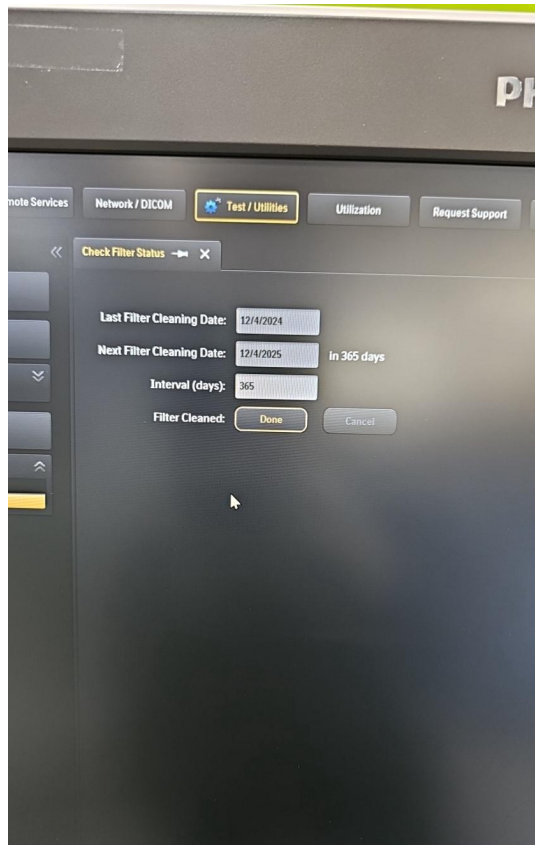 Network / DICOM
Test / Utilities
Utilization
Request Support
mote Services
Check Filter Status
Last Filter Cleaning Date: 12/4/2024
Next Filter Cleaning Date: 12/4/2025 in 365 days
Interval (days): 365
Filter Cleaned: Done Cancel